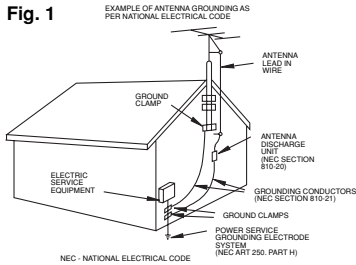 Fig. 1
EXAMPLE OF ANTENNA GROUNDING AS
PER NATIONAL ELECTRICAL CODE
ANTENNA
LEAD IN
WIRE
GROUND
CLAMP
ANTENNA
DISCHARGE
UNIT
(NEC SECTION
810-20)
ELECTRIC
SERVICE
EQUIPMENT
GROUNDING CONDUCTORS
(NEC SECTION 810-21)
GROUND CLAMPS
POWER SERVICE
GROUNDING ELECTRODE
SYSTEM
(NEC ART 250. PART H)
NEC - NATIONAL ELECTRICAL CODE